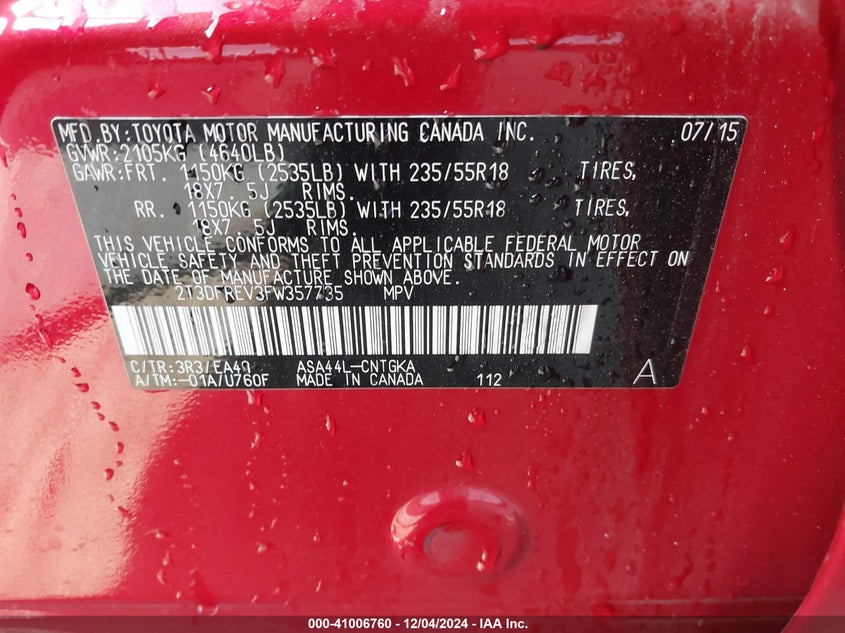 MFD.BY:TOYOTA MOTOR MANUFACTURING CANADA INC. 07/15
GVWR:2105KG (4640LB)
GAWR:FRT. 1150KG (2535LB) WITH 235/55R18 TIRES,
18X7.5J RIMS.
RR. 1150KG (2535LB) WITH 235/55R18 TIRES,
18X7.5J RIMS.
THIS VEHICLE CONFORMS TO ALL APPLICABLE FEDERAL MOTOR
VEHICLE SAFETY AND THEFT PREVENTION STANDARDS IN EFFECT ON
THE DATE OF MANUFACTURE SHOWN ABOVE.
2T3DFREV3FW357735 MPV
C/TR:3R3/EA40 ASA44L-CNTGKA
A/TM:-01A/U760F MADE IN CANADA 112 A
000-41006760 - 12/04/2024 - IAA Inc.